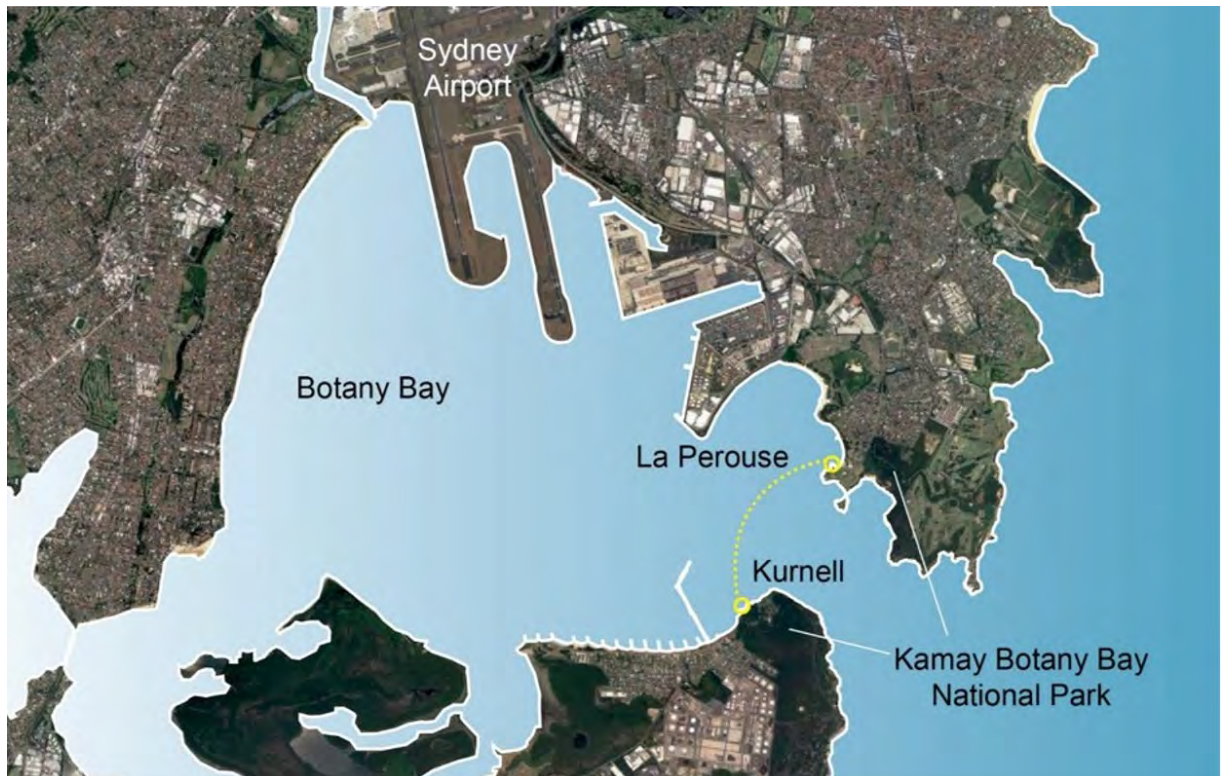 Sydney
Airport
Botany Bay
La Perouse
Kurnell
Kamay Botany Bay
National Park